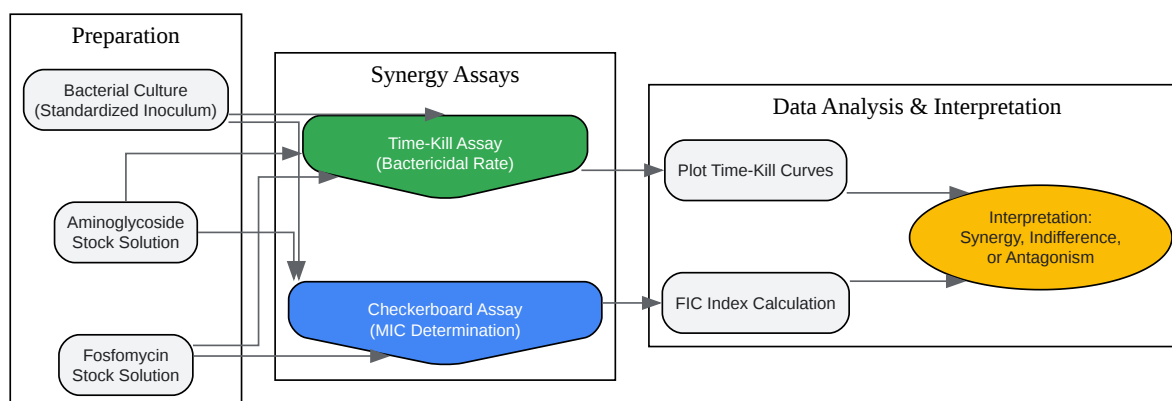 Preparation
Bacterial Culture
(Standardized Inoculum)
Aminoglycoside
Stock Solution
Fosfomycin
Stock Solution
Synergy Assays
Time-Kill Assay
(Bactericidal Rate)
Checkerboard Assay
(MIC Determination)
Data Analysis & Interpretation
Plot Time-Kill Curves
FIC Index Calculation
Interpretation:
Synergy, Indifference,
or Antagonism